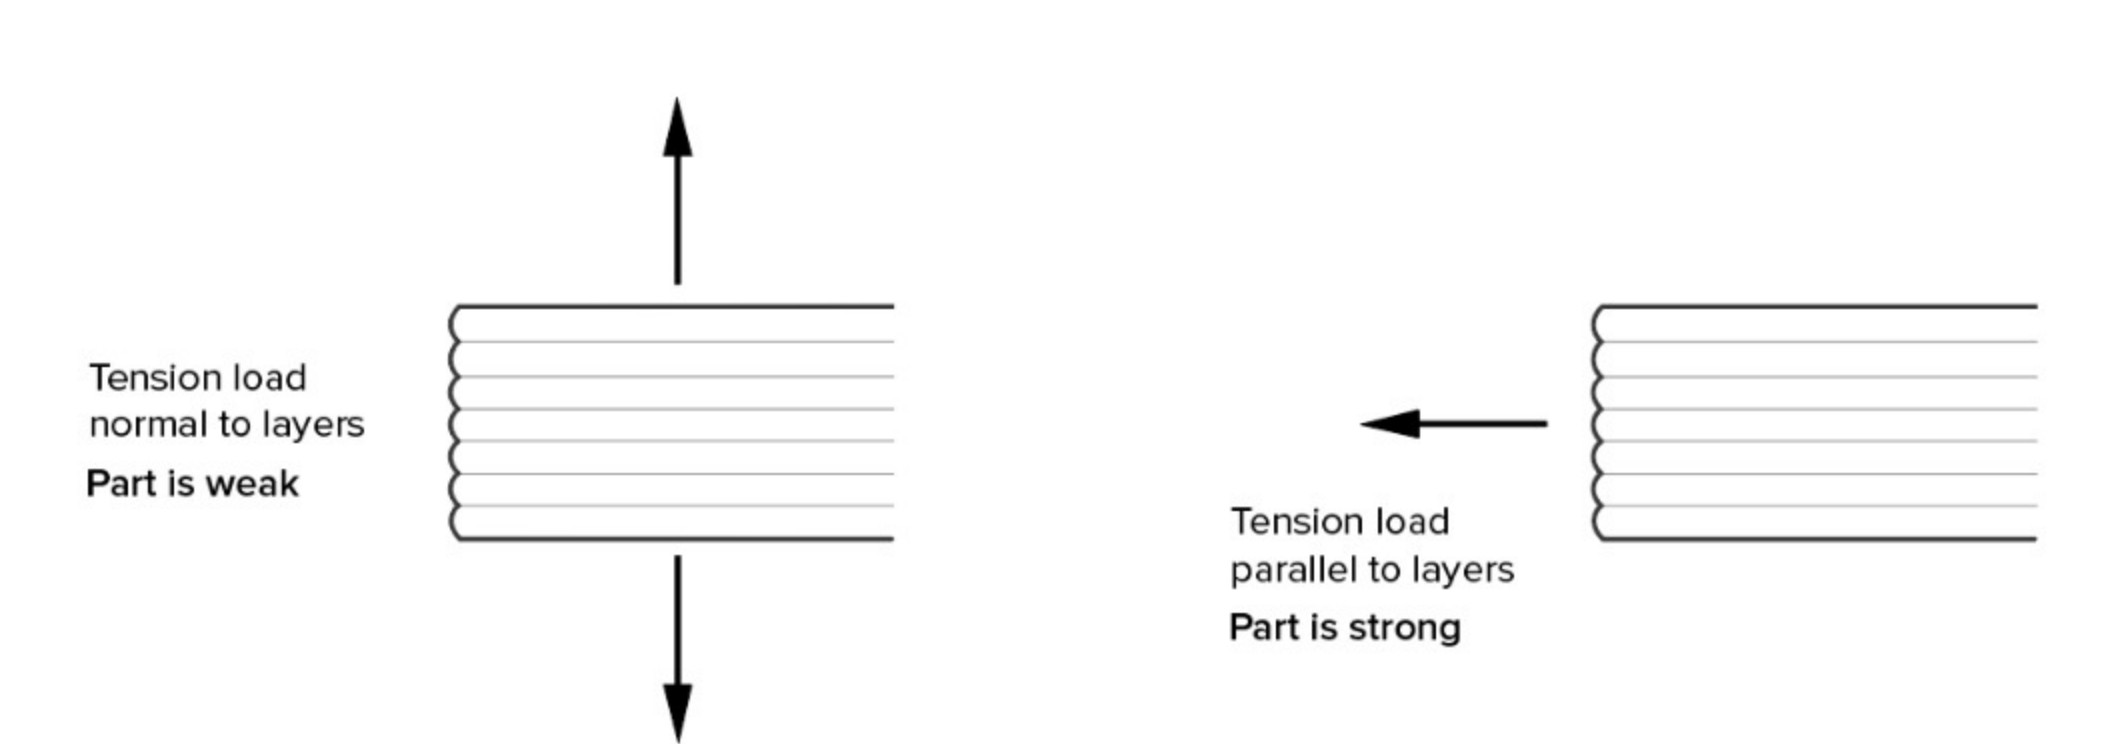 Tension load
normal to layers
Part is weak
Tension load
parallel to layers
Part is strong